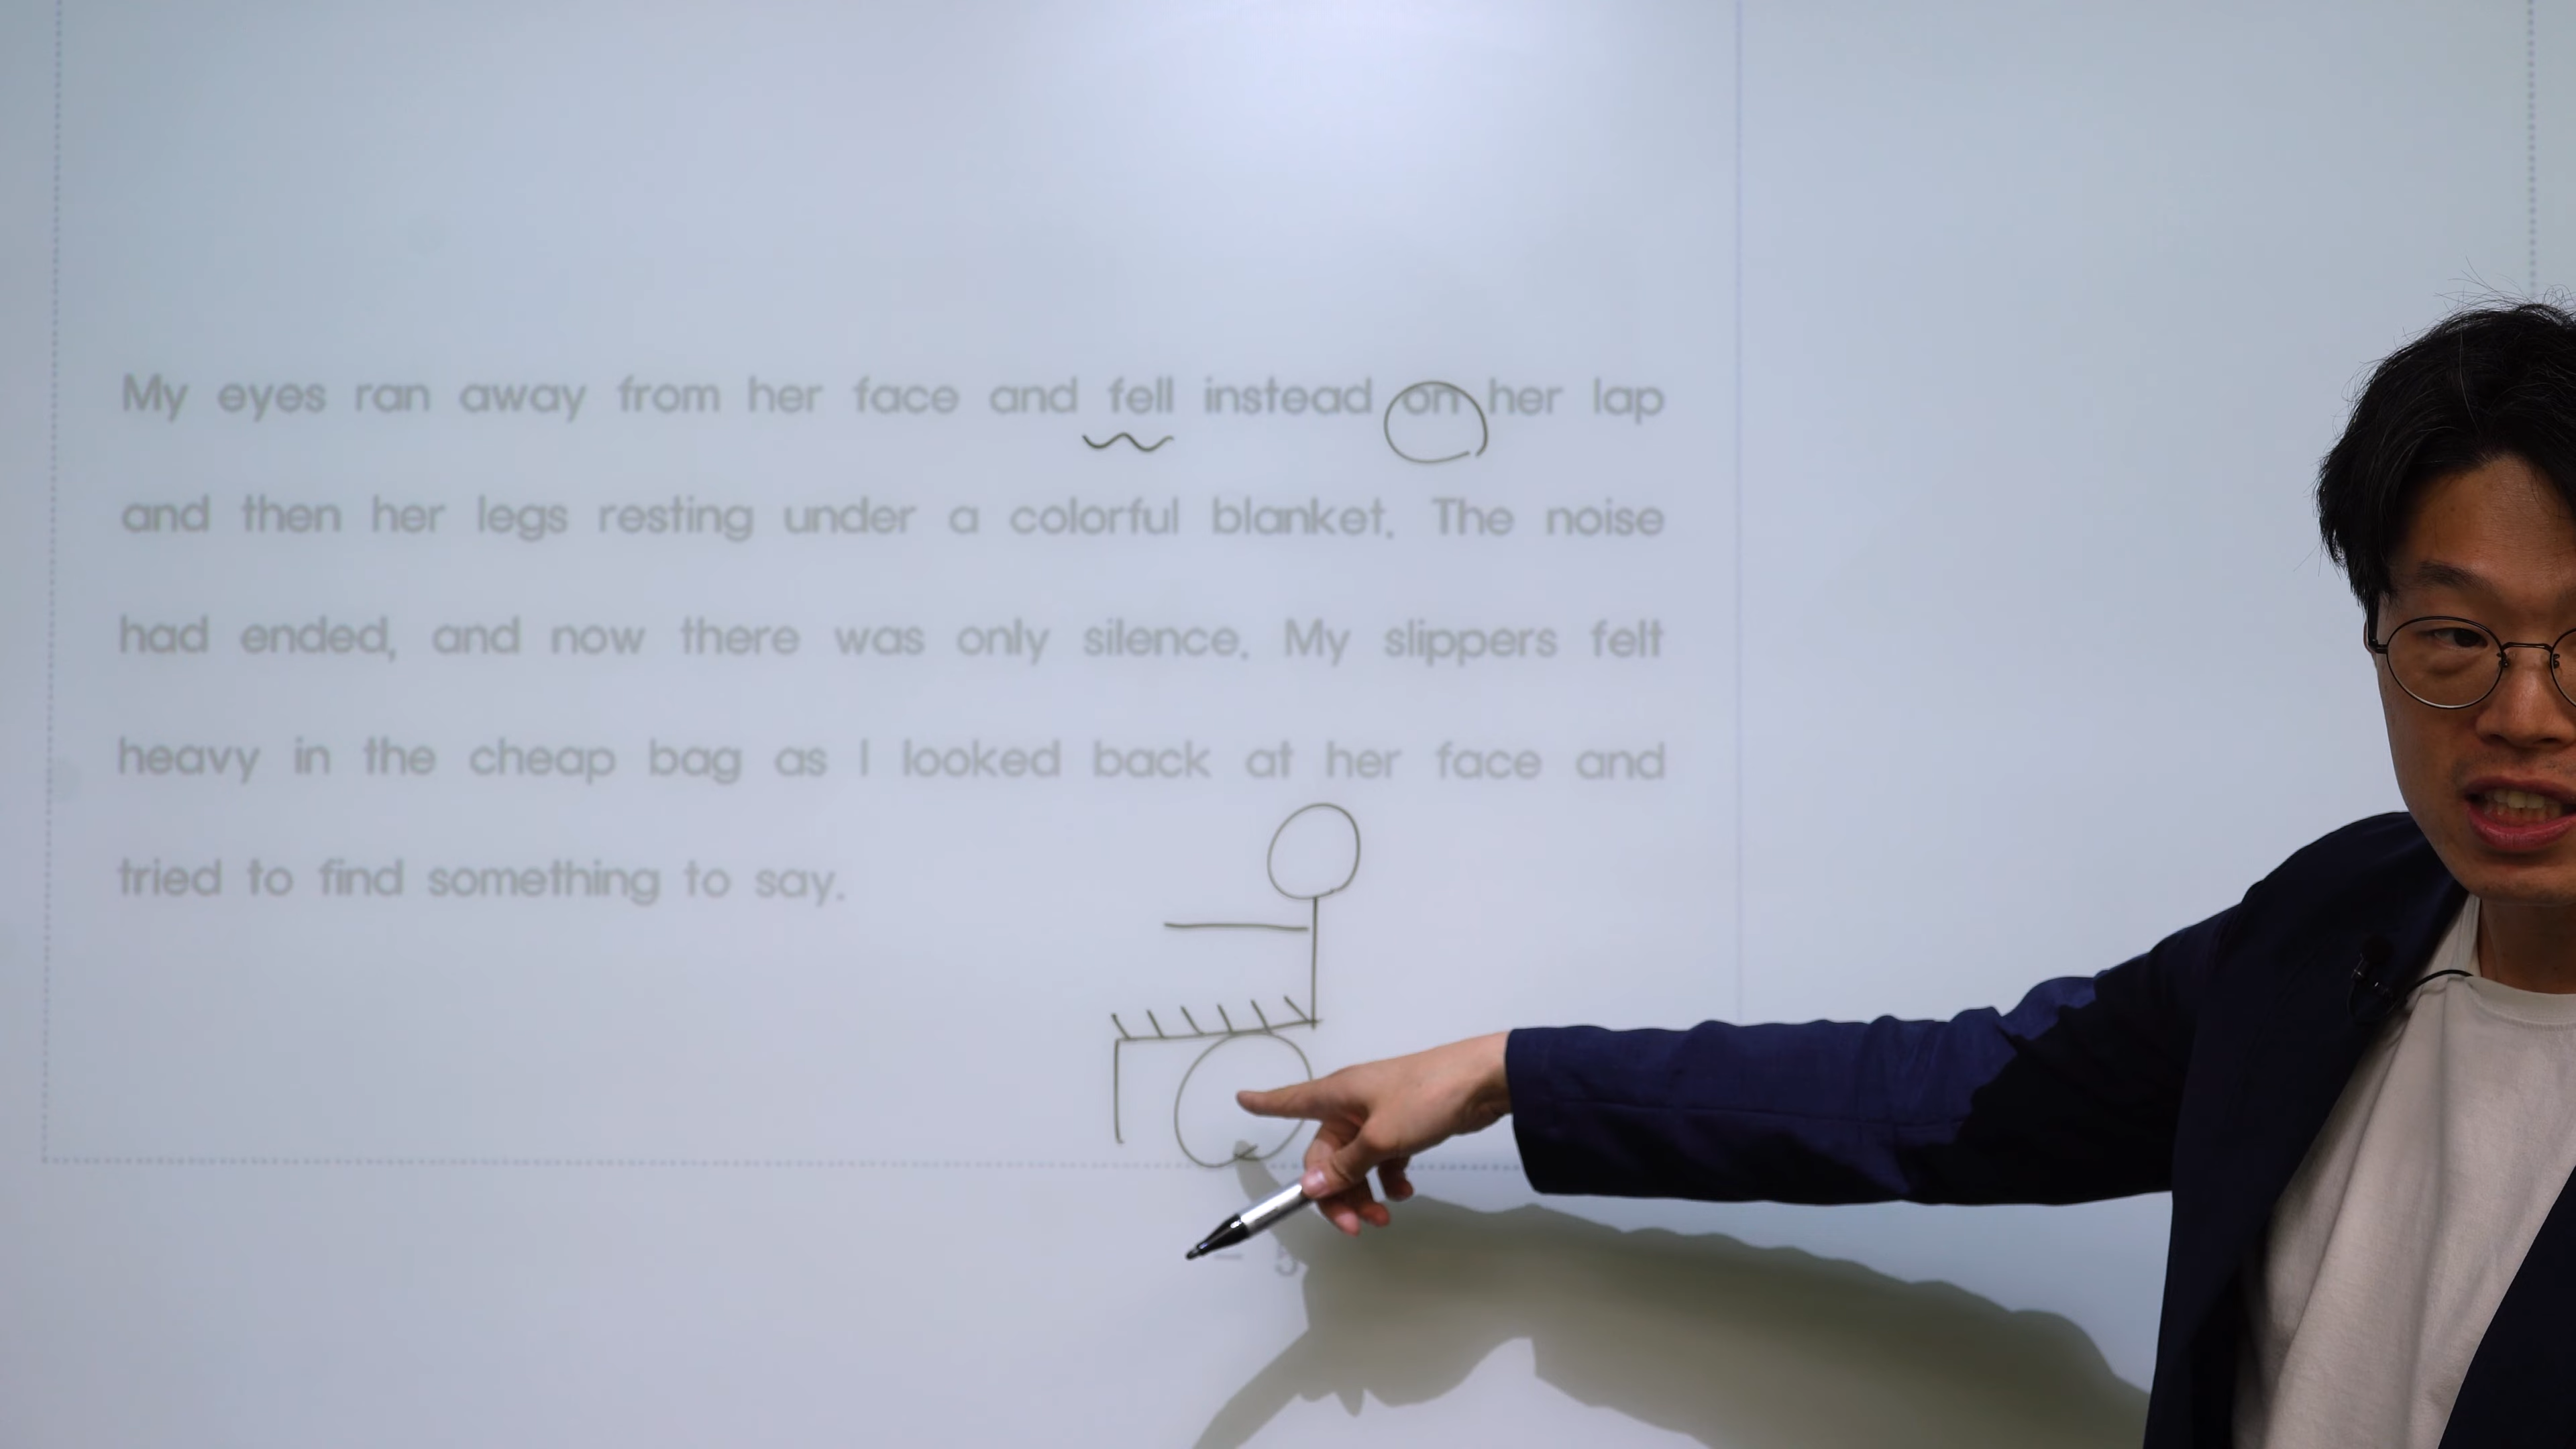 My eyes ran away from her face and fell instead on her lap
and then her legs resting under a colorful blanket. The noise
had ended, and now there was only silence. My slippers felt
heavy in the cheap bag as I looked back at her face and
tried to find something to say.
- 5